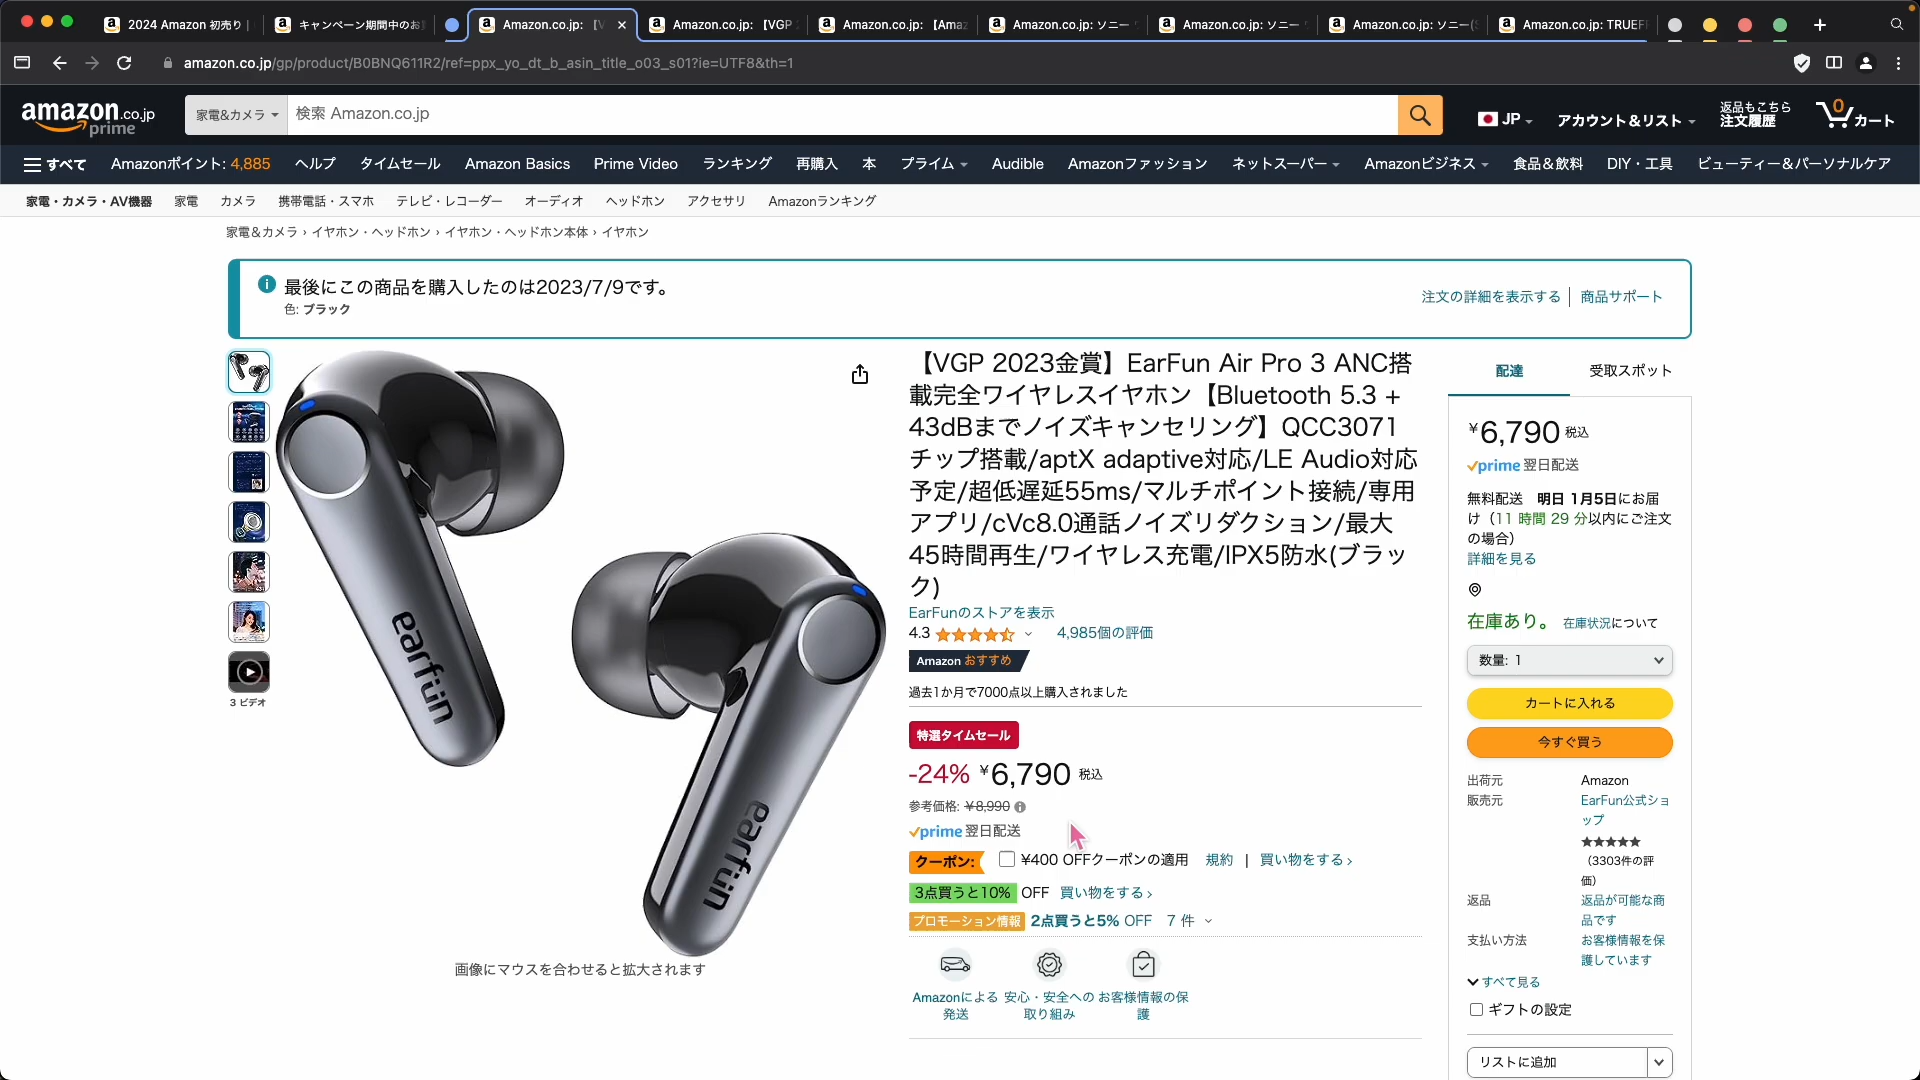 2024 Amazon 初売り |
キャンペーン期間中のお
Amazon.co.jp: 【V
Amazon.co.jp: 【VGP
Amazon.co.jp: 【Amaz
Amazon.co.jp: ソニー
Amazon.co.jp: ソニー
Amazon.co.jp: ソニー(
Amazon.co.jp: TRUEF
amazon.co.jp/gp/product/B0BNQ611R2/ref=ppx_yo_dt_b_asin_title_o03_s01?ie=UTF8&th=1
amazon.co.jp
prime
家電&カメラ
検索 Amazon.co.jp
JP
アカウント＆リスト
返品もこちら
注文履歴
0
カート
すべて Amazonポイント: 4,885 ヘルプ タイムセール Amazon Basics Prime Video ランキング 再購入 本 プライム Audible Amazonファッション ネットスーパー Amazonビジネス 食品＆飲料 DIY・工具 ビューティー＆パーソナルケア
家電・カメラ・AV機器 家電 カメラ 携帯電話・スマホ テレビ・レコーダー オーディオ ヘッドホン アクセサリ Amazonランキング
家電＆カメラ › イヤホン・ヘッドホン › イヤホン・ヘッドホン本体 › イヤホン
最後にこの商品を購入したのは2023/7/9です。
色: ブラック
注文の詳細を表示する | 商品サポート
3 ビデオ
earfun
earfun
画像にマウスを合わせると拡大されます
【VGP 2023金賞】EarFun Air Pro 3 ANC搭
載完全ワイヤレスイヤホン【Bluetooth 5.3 +
43dBまでノイズキャンセリング】QCC3071
チップ搭載/aptX adaptive対応/LE Audio対応
予定/超低遅延55ms/マルチポイント接続/専用
アプリ/cVc8.0通話ノイズリダクション/最大
45時間再生/ワイヤレス充電/IPX5防水(ブラッ
ク)
EarFunのストアを表示
4.3 4,985個の評価
Amazon おすすめ
過去1か月で7000点以上購入されました
特選タイムセール
-24% ¥6,790 税込
参考価格: ¥8,990
prime 翌日配送
クーポン: ¥400 OFFクーポンの適用 規約 | 買い物をする ›
3点買うと10% OFF 買い物をする ›
プロモーション情報 2点買うと5% OFF 7 件
Amazonによる
発送
安心・安全への
取り組み
お客様情報の保
護
配達
受取スポット
¥6,790 税込
prime 翌日配送
無料配送 明日 1月5日にお届
け（11 時間 29 分以内にご注文
の場合）
詳細を見る
在庫あり。 在庫状況について
数量: 1
カートに入れる
今すぐ買う
出荷元 Amazon
販売元 EarFun公式ショ
ップ
★★★★★
（3303件の評
価）
返品 返品が可能な商
品です
支払い方法 お客様情報を保
護しています
すべて見る
ギフトの設定
リストに追加